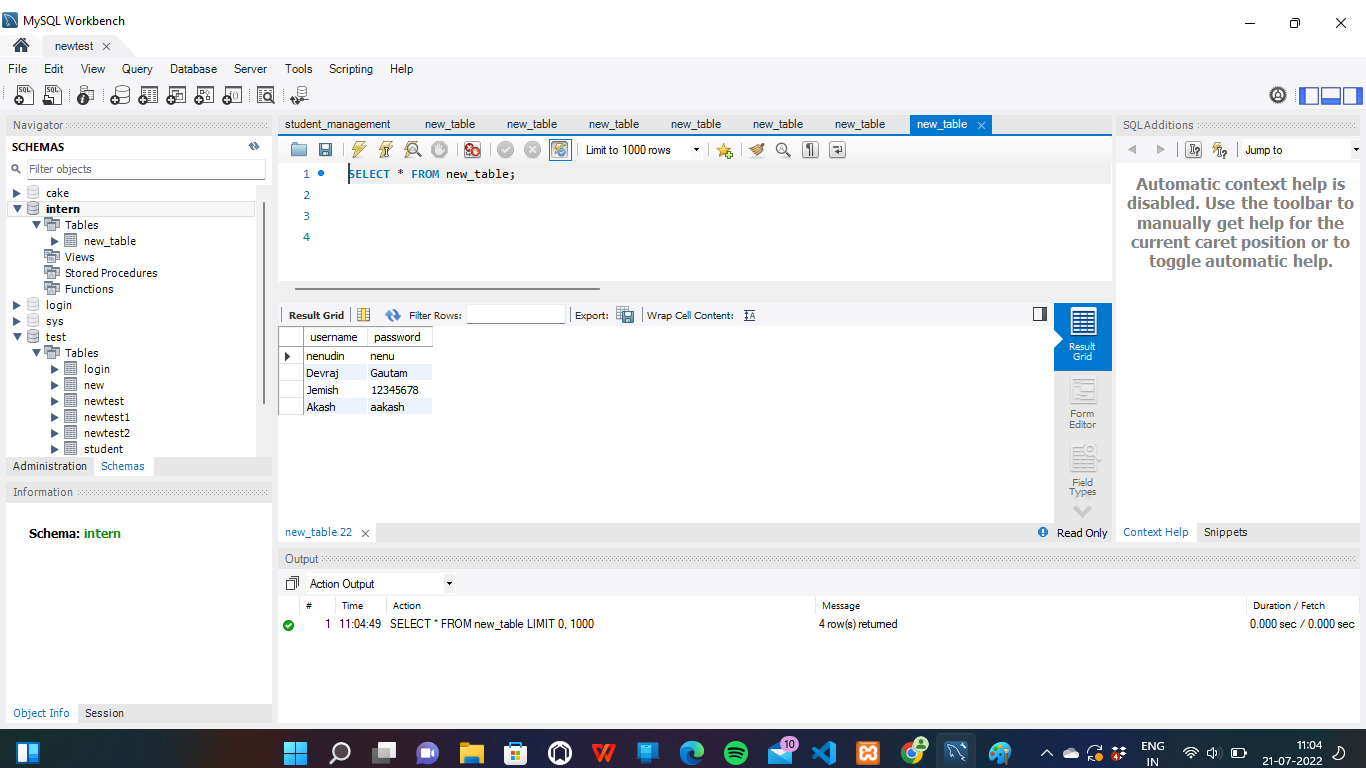 MySQL Workbench
newtest
File Edit View Query Database Server Tools Scripting Help
Navigator
SCHEMAS
Filter objects
cake
intern
Tables
new_table
Views
Stored Procedures
Functions
login
sys
test
Tables
login
new
newtest
newtest1
newtest2
student
Administration Schemas
Information
Schema: intern
Object Info Session
student_management new_table new_table new_table new_table new_table new_table new_table
Limit to 1000 rows
1 SELECT * FROM new_table;
2
3
4
Result Grid Filter Rows: Export: Wrap Cell Content: IA
username password
nenudin nenu
Devraj Gautam
Jemish 12345678
Akash aakash
Result
Grid
Form
Editor
Field
Types
new_table 22 Read Only
Output
Action Output
# Time Action Message Duration / Fetch
1 11:04:49 SELECT * FROM new_table LIMIT 0, 1000 4 row(s) returned 0.000 sec / 0.000 sec
SQLAdditions
Jump to
Automatic context help is
disabled. Use the toolbar to
manually get help for the
current caret position or to
toggle automatic help.
Context Help Snippets
10
ENG
IN
11:04
21-07-2022